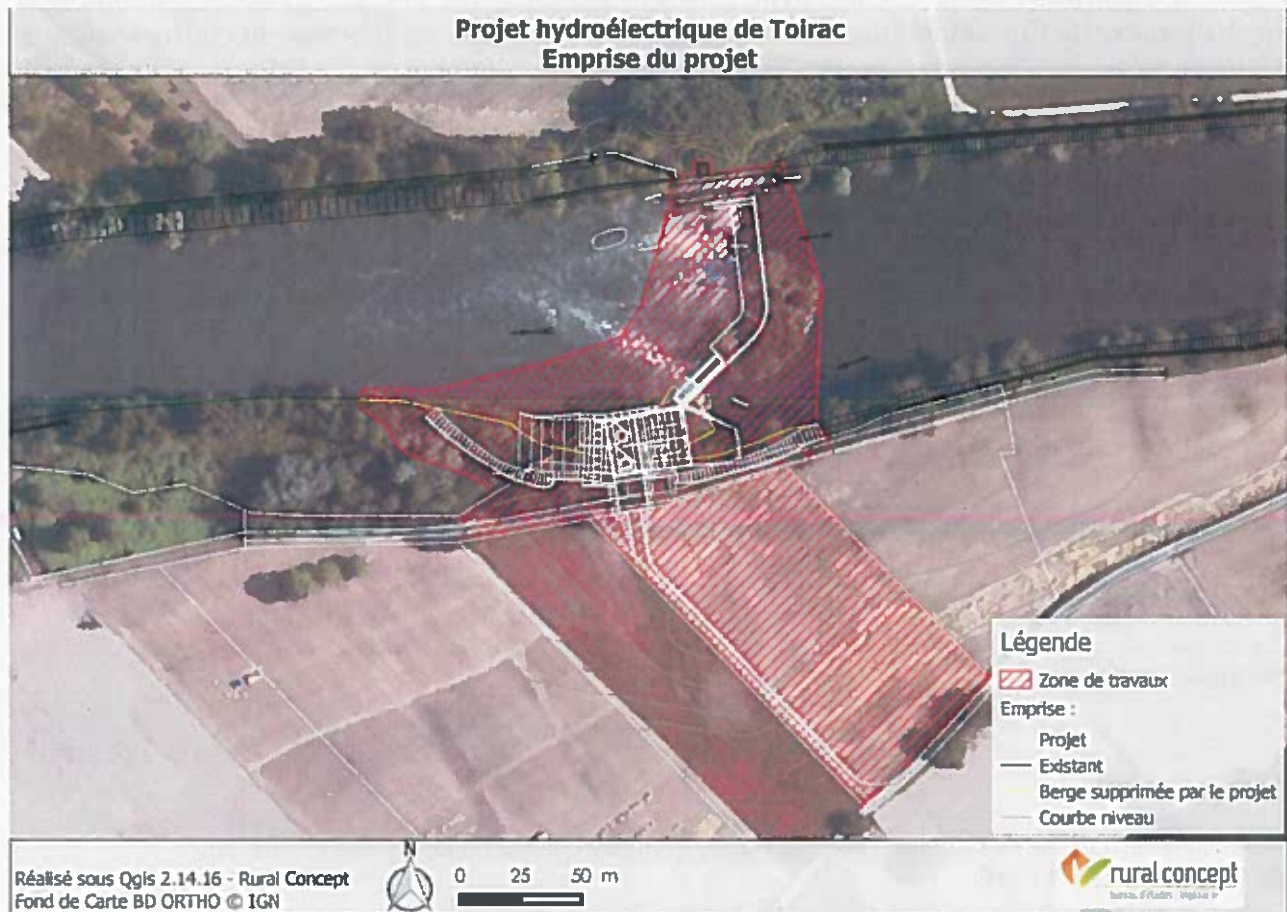 Projet hydroélectrique de Toirac
Emprise du projet
Légende
Zone de travaux
Emprise :
Projet
Existant
Berge supprimée par le projet
Courbe niveau
N
0 25 50 m
Réalisé sous Qgis 2.14.16 - Rural Concept
Fond de Carte BD ORTHO © IGN
rural concept